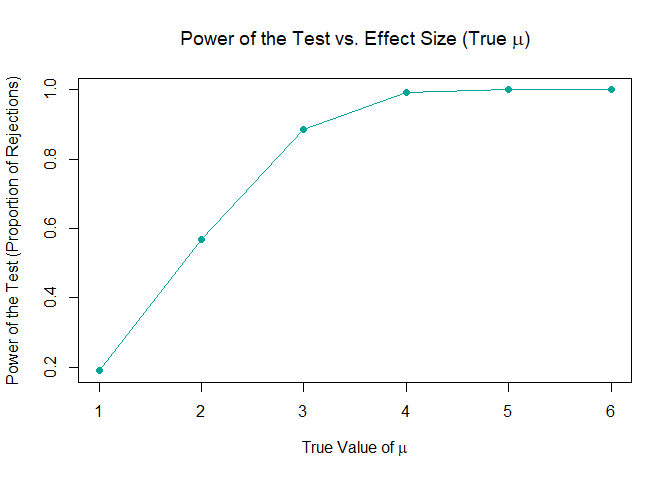 Power of the Test vs. Effect Size (True μ)
Power of the Test (Proportion of Rejections)
1.0
0.8
0.6
0.4
0.2
1 2 3 4 5 6
True Value of μ